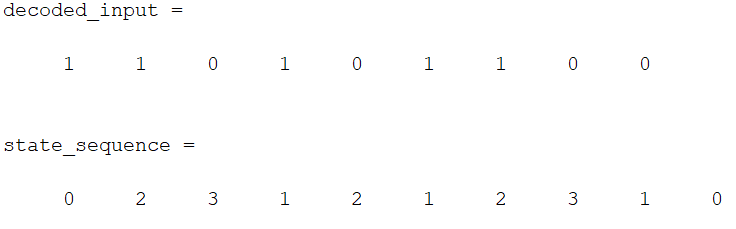 decoded_input =
1 1 0 1 0 1 1 0 0
state_sequence =
0 2 3 1 2 1 2 3 1 0